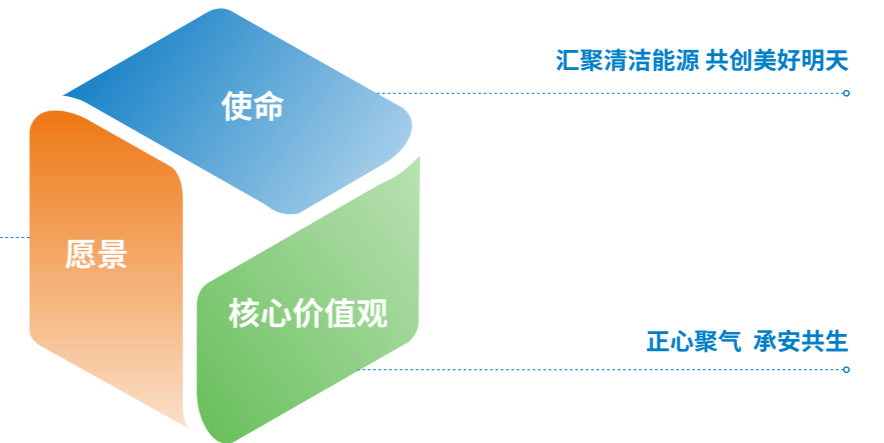 汇聚清洁能源 共创美好明天
使命
愿景
核心价值观
正心聚气 承安共生